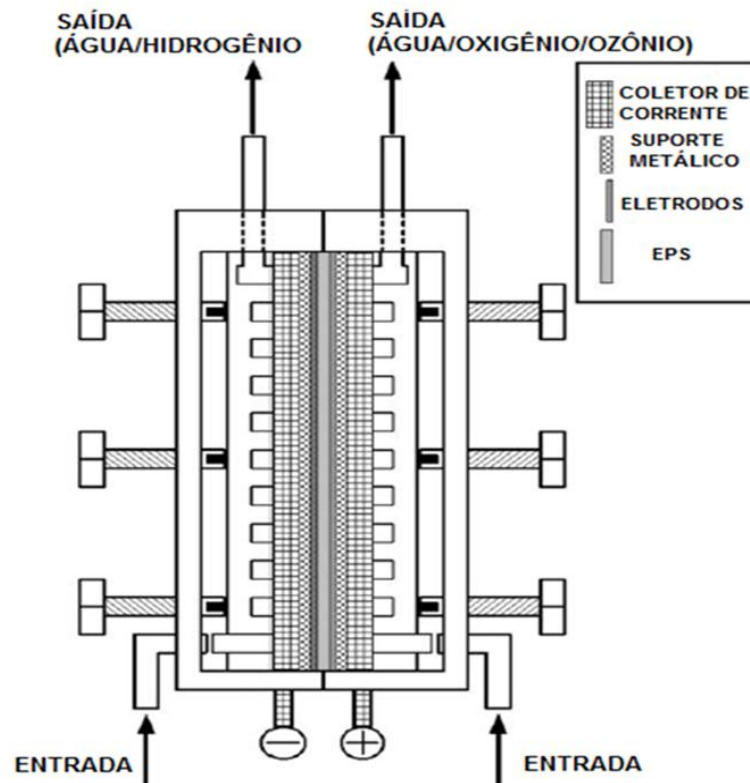 SAÍDA
(ÁGUA/HIDROGÊNIO
SAÍDA
(ÁGUA/OXIGÊNIO/OZÔNIO)
COLETOR DE
CORRENTE
SUPORTE
METÁLICO
ELETRODOS
EPS
− +
ENTRADA
ENTRADA